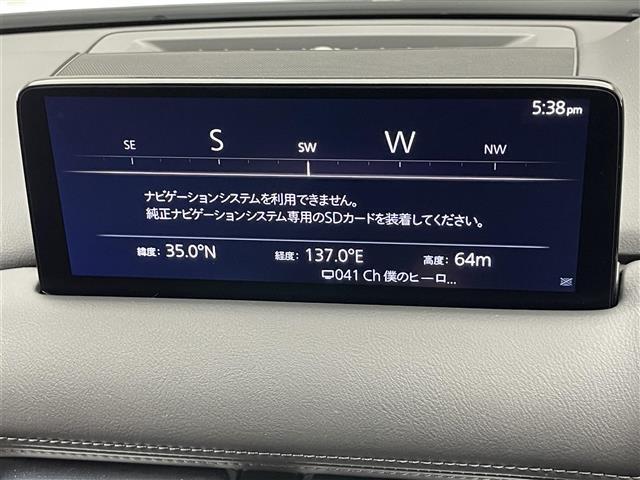 5:38pm
SE S SW W NW
ナビゲーションシステムを利用できません。
純正ナビゲーションシステム専用のSDカードを装着してください。
緯度: 35.0°N 経度: 137.0°E 高度: 64m
041 Ch 僕のヒーロ...